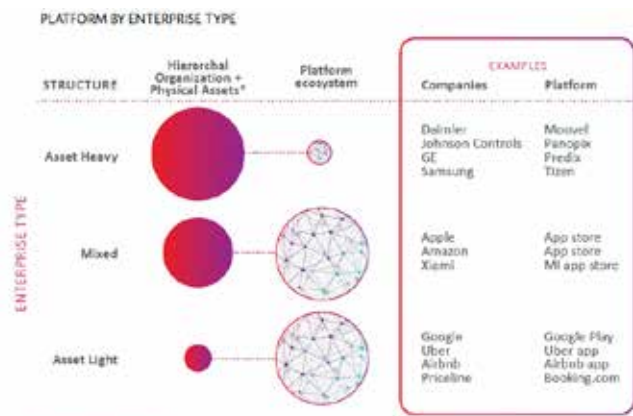 PLATFORM BY ENTERPRISE TYPE
EXAMPLES
STRUCTURE
Hierarchal
Organization +
Physical Assets*
Platform
ecosystem
Companies
Platform
ENTERPRISE TYPE
Asset Heavy
Daimler
Johnson Controls
GE
Samsung
Moovel
Panoptix
Predix
Tizen
Mixed
Apple
Amazon
Xiami
App store
App store
MI app store
Asset Light
Google
Uber
Airbnb
Priceline
Google Play
Uber app
Airbnb app
Booking.com